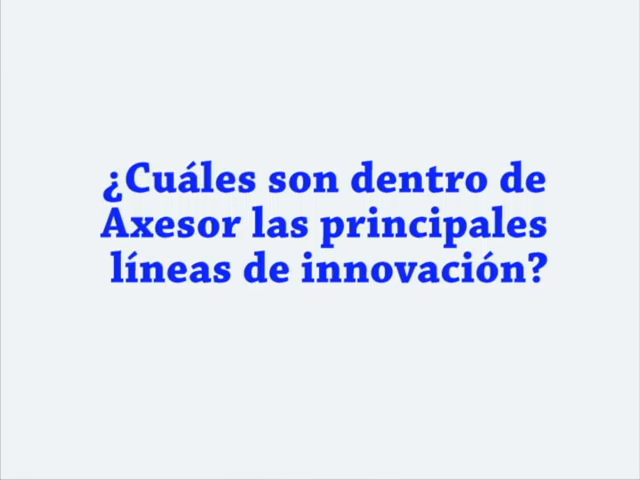 ¿Cuáles son dentro de
Axesor las principales
líneas de innovación?